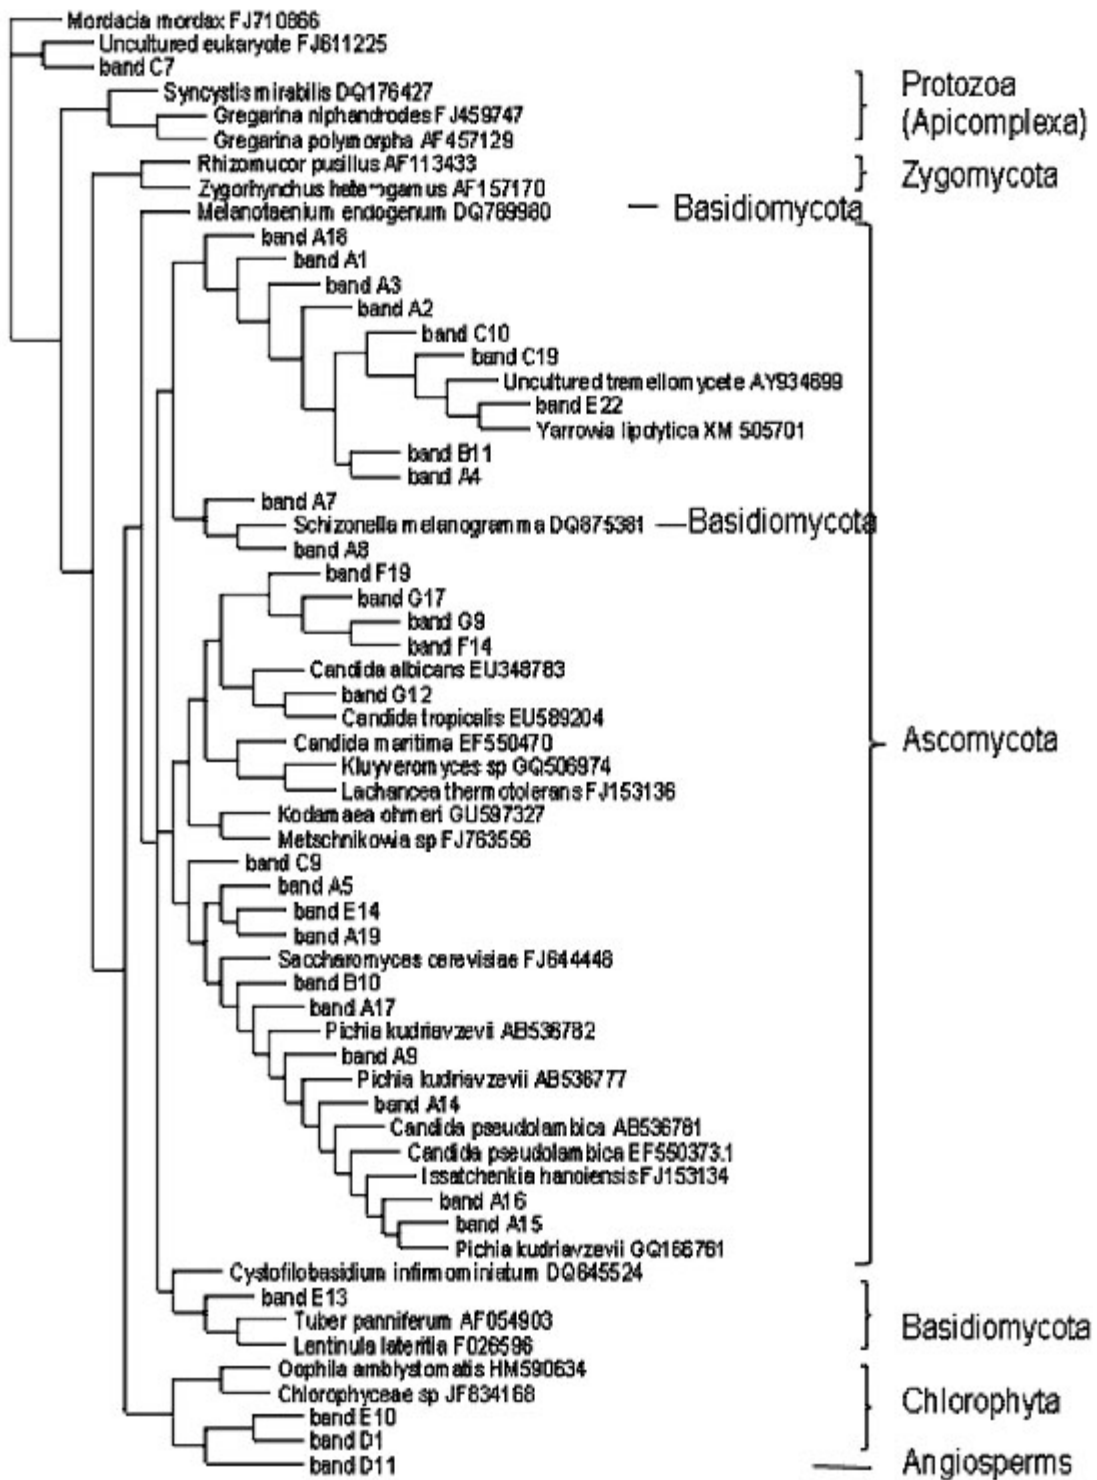 Mordacia mordax FJ710866
Uncultured eukaryote FJ611225
band C7
Syncystis mirabilis DQ176427
Gregarina niphandrodes FJ459747
Gregarina polymorpha AF457129
Protozoa
(Apicomplexa)
Rhizomucor pusillus AF113433
Zygorhynchus heterogamus AF157170
Zygomycota
Melanotaenium endogenum DQ789980
Basidiomycota
band A18
band A1
band A3
band A2
band C10
band C19
Uncultured tremellomycete AY934699
band E22
Yarrowia lipolytica XM 505701
band B11
band A4
band A7
Schizonella melanogramma DQ875381
Basidiomycota
band A8
band F19
band G17
band G9
band F14
Candida albicans EU348783
band G12
Candida tropicalis EU589204
Candida maritima EF550470
Ascomycota
Kluyveromyces sp GQ506974
Lachancea thermotolerans FJ153136
Kodamaea ohmeri GU597327
Metschnikowia sp FJ763556
band C9
band A5
band E14
band A19
Saccharomyces cerevisiae FJ644448
band B10
band A17
Pichia kudriavzevii AB536782
band A9
Pichia kudriavzevii AB536777
band A14
Candida pseudolambica AB536781
Candida pseudolambica EF550373.1
Issatchenkia hanoiensis FJ153134
band A16
band A15
Pichia kudriavzevii GQ166761
Cystofilobasidium infirmominiatum DQ645524
band E13
Tuber panniferum AF054903
Lentinula lateritia F026596
Basidiomycota
Oophila amblystomatis HM590634
Chlorophyceae sp JF834168
Chlorophyta
band E10
band D1
band D11
Angiosperms